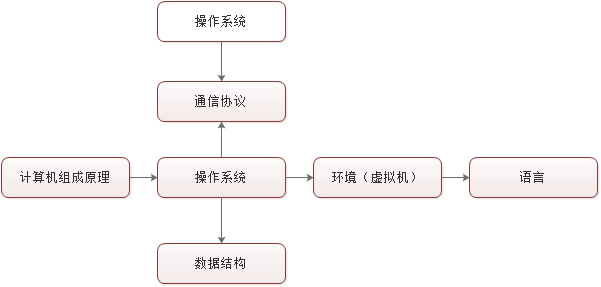 操作系统
通信协议
计算机组成原理
操作系统
环境（虚拟机）
语言
数据结构